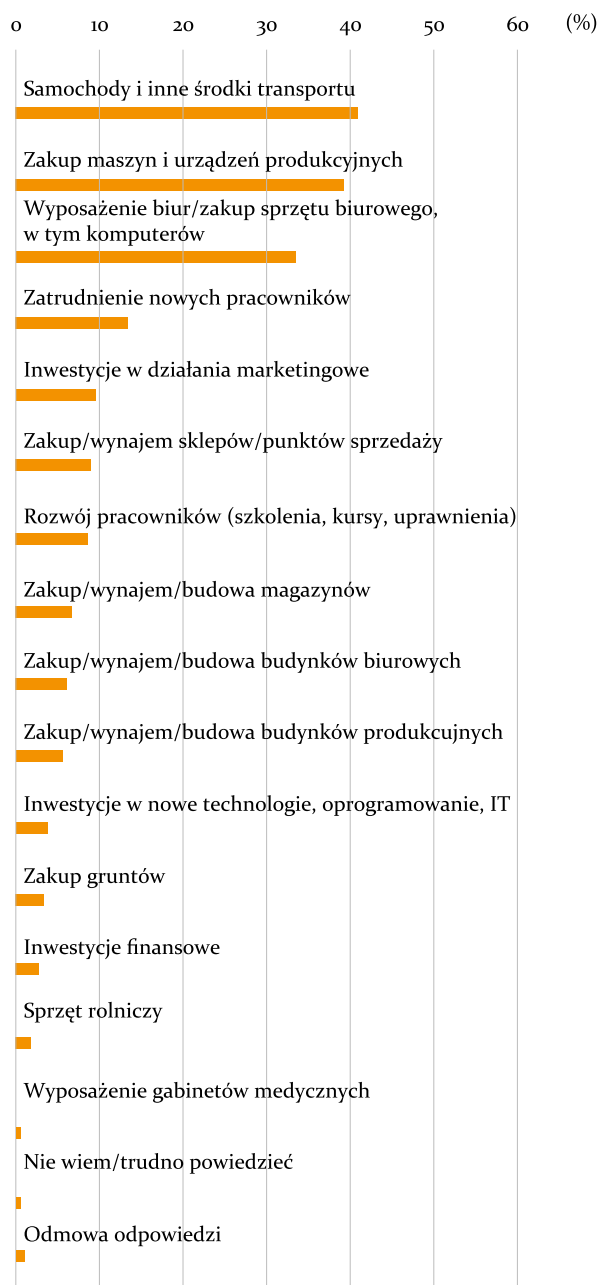 0 10 20 30 40 50 60 (%)
Samochody i inne środki transportu
Zakup maszyn i urządzeń produkcyjnych
Wyposażenie biur/zakup sprzętu biurowego,
w tym komputerów
Zatrudnienie nowych pracowników
Inwestycje w działania marketingowe
Zakup/wynajem sklepów/punktów sprzedaży
Rozwój pracowników (szkolenia, kursy, uprawnienia)
Zakup/wynajem/budowa magazynów
Zakup/wynajem/budowa budynków biurowych
Zakup/wynajem/budowa budynków produkcujnych
Inwestycje w nowe technologie, oprogramowanie, IT
Zakup gruntów
Inwestycje finansowe
Sprzęt rolniczy
Wyposażenie gabinetów medycznych
Nie wiem/trudno powiedzieć
Odmowa odpowiedzi